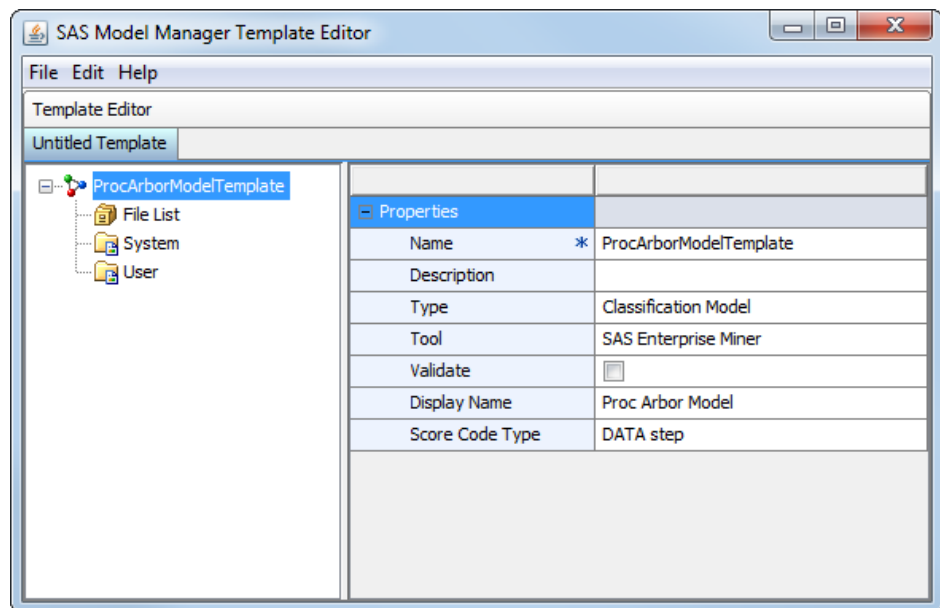 SAS Model Manager Template Editor
File Edit Help
Template Editor
Untitled Template
ProcArborModelTemplate
File List
System
User
Properties
Name * ProcArborModelTemplate
Description
Type Classification Model
Tool SAS Enterprise Miner
Validate
Display Name Proc Arbor Model
Score Code Type DATA step